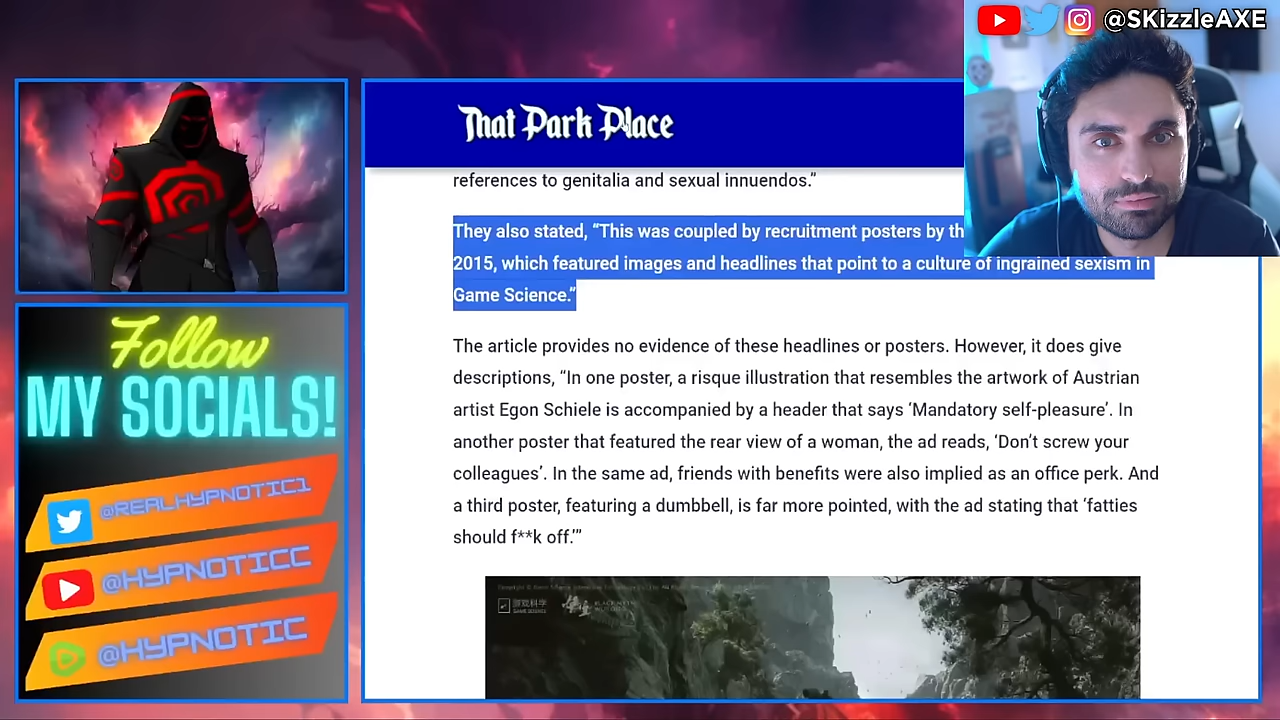 @SKizzleAXE
That Park Place
references to genitalia and sexual innuendos.”
They also stated, “This was coupled by recruitment posters by th
2015, which featured images and headlines that point to a culture of ingrained sexism in
Game Science.”
The article provides no evidence of these headlines or posters. However, it does give
descriptions, “In one poster, a risque illustration that resembles the artwork of Austrian
artist Egon Schiele is accompanied by a header that says ‘Mandatory self-pleasure’. In
another poster that featured the rear view of a woman, the ad reads, ‘Don’t screw your
colleagues’. In the same ad, friends with benefits were also implied as an office perk. And
a third poster, featuring a dumbbell, is far more pointed, with the ad stating that ‘fatties
should f**k off.’”
游戏科学
GAME SCIENCE
Follow
MY SOCIALS!
@REALHYPNOTIC1
@HYPNOTICC
@HYPNOTIC